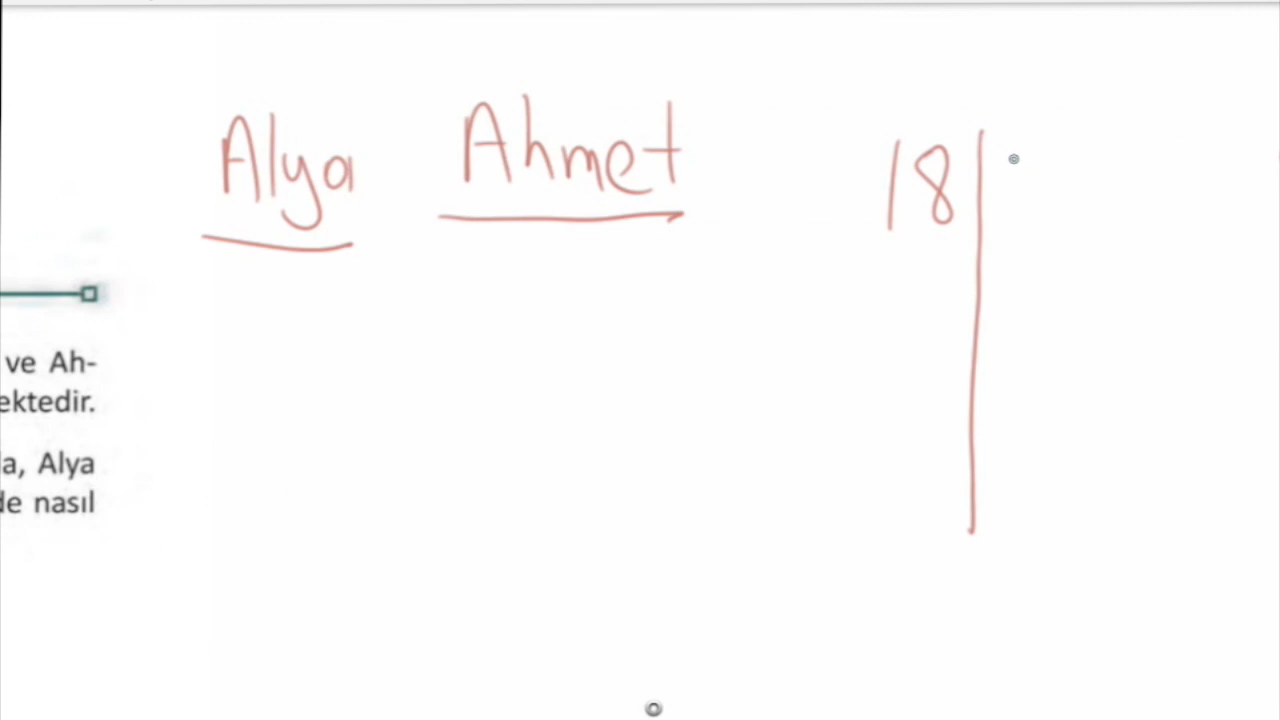 Alya Ahmet 18
ve Ah-
ektedir.
a, Alya
de nasıl